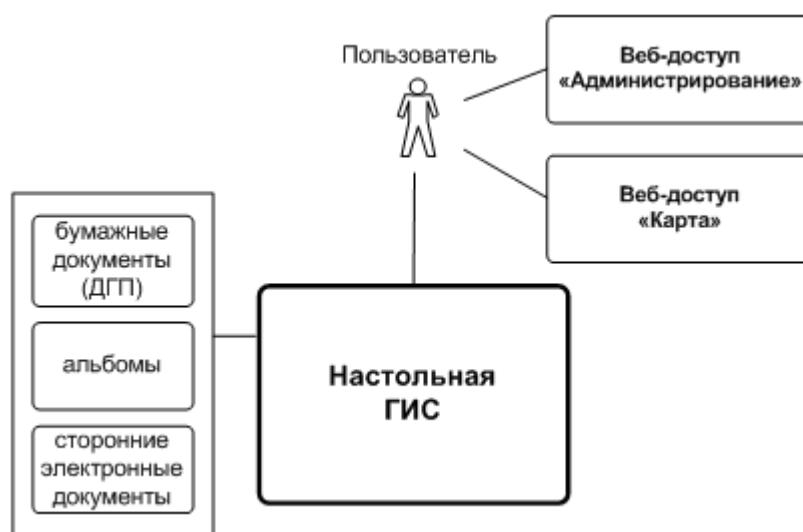 Пользователь
Веб-доступ
«Администрирование»
Веб-доступ
«Карта»
бумажные
документы
(ДГП)
альбомы
сторонние
электронные
документы
Настольная
ГИС